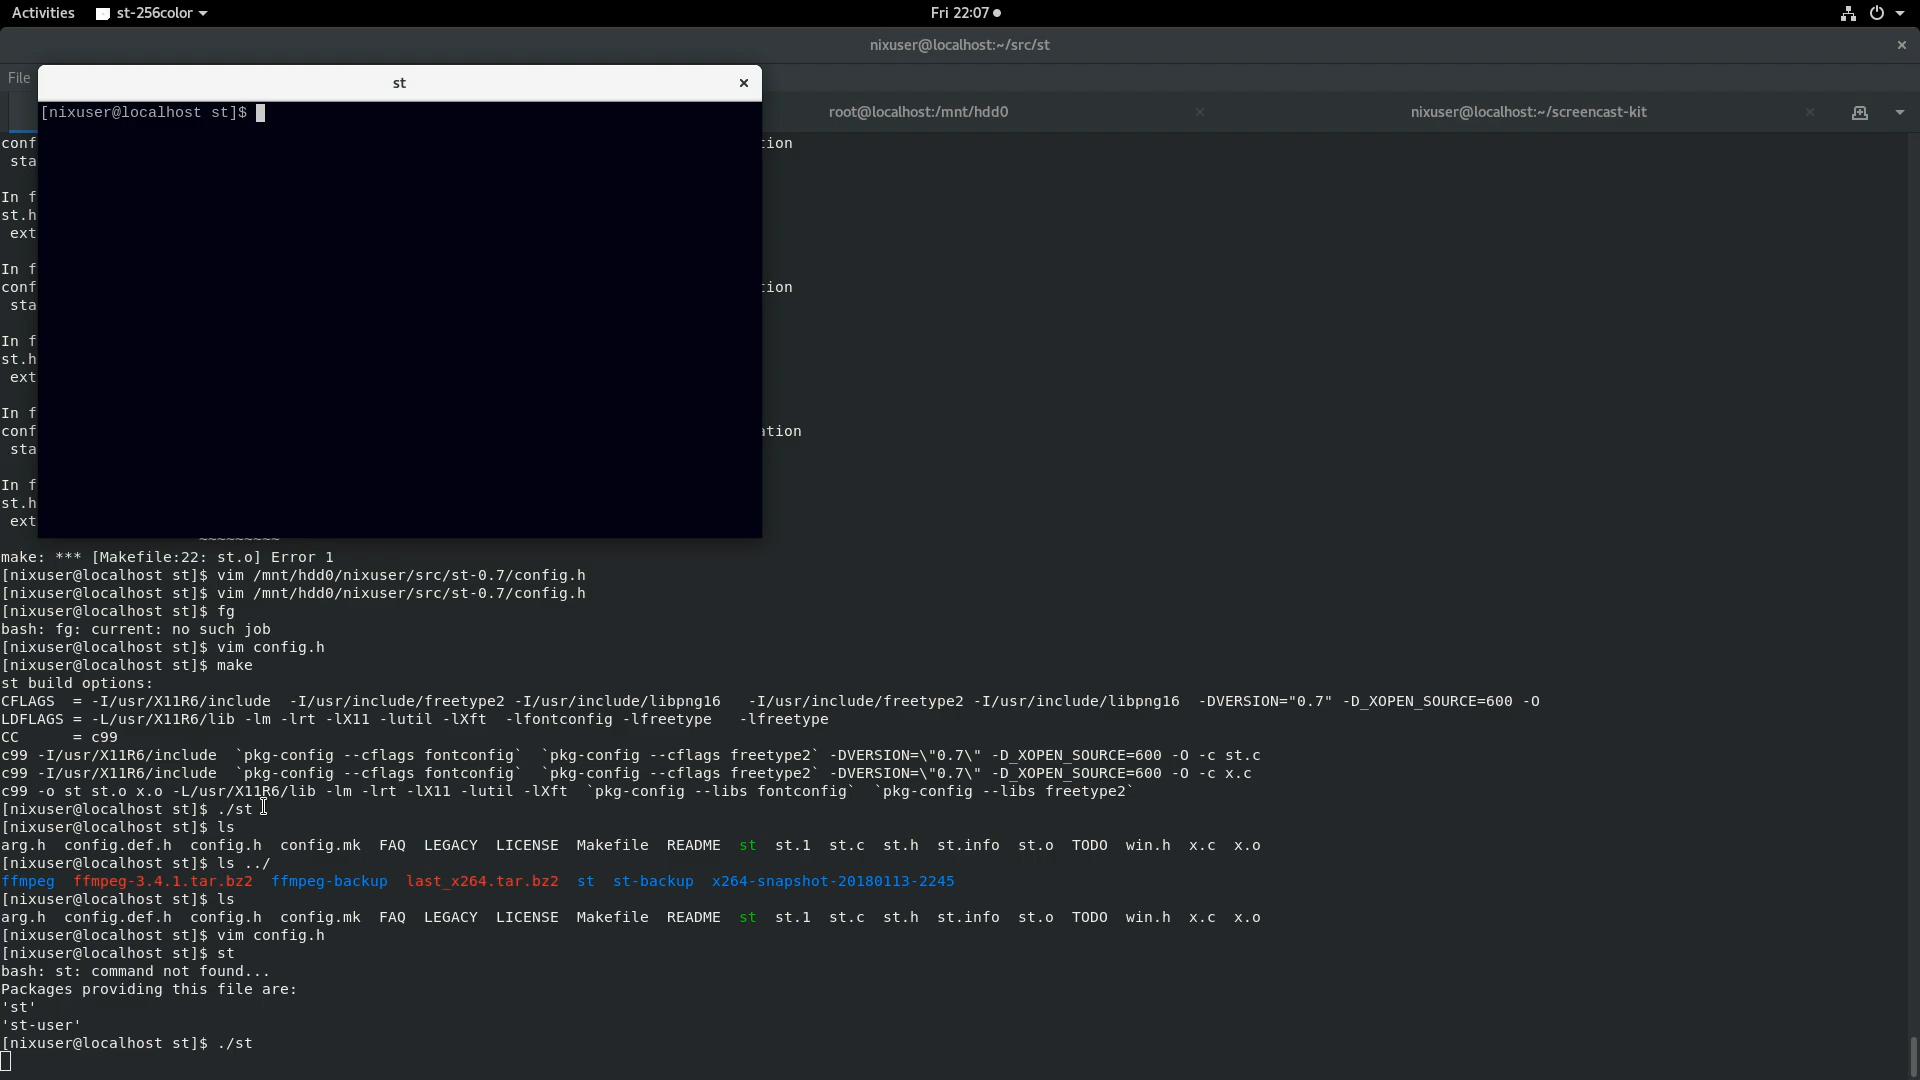 Activities st-256color Fri 22:07
nixuser@localhost:~/src/st
File
st
root@localhost:/mnt/hdd0 nixuser@localhost:~/screencast-kit
[nixuser@localhost st]$
conf tion
sta
In f
st.h
ext
In f
conf tion
sta
In f
st.h
ext
In f
conf ation
sta
In f
st.h
ext
~~~~~~~~~
make: *** [Makefile:22: st.o] Error 1
[nixuser@localhost st]$ vim /mnt/hdd0/nixuser/src/st-0.7/config.h
[nixuser@localhost st]$ vim /mnt/hdd0/nixuser/src/st-0.7/config.h
[nixuser@localhost st]$ fg
bash: fg: current: no such job
[nixuser@localhost st]$ vim config.h
[nixuser@localhost st]$ make
st build options:
CFLAGS  = -I/usr/X11R6/include  -I/usr/include/freetype2 -I/usr/include/libpng16   -I/usr/include/freetype2 -I/usr/include/libpng16  -DVERSION="0.7" -D_XOPEN_SOURCE=600 -O
LDFLAGS = -L/usr/X11R6/lib -lm -lrt -lX11 -lutil -lXft  -lfontconfig -lfreetype   -lfreetype
CC      = c99
c99 -I/usr/X11R6/include  `pkg-config --cflags fontconfig`  `pkg-config --cflags freetype2` -DVERSION=\"0.7\" -D_XOPEN_SOURCE=600 -O -c st.c
c99 -I/usr/X11R6/include  `pkg-config --cflags fontconfig`  `pkg-config --cflags freetype2` -DVERSION=\"0.7\" -D_XOPEN_SOURCE=600 -O -c x.c
c99 -o st st.o x.o -L/usr/X11R6/lib -lm -lrt -lX11 -lutil -lXft  `pkg-config --libs fontconfig`  `pkg-config --libs freetype2`
[nixuser@localhost st]$ ./st
[nixuser@localhost st]$ ls
arg.h  config.def.h  config.h  config.mk  FAQ  LEGACY  LICENSE  Makefile  README  st  st.1  st.c  st.h  st.info  st.o  TODO  win.h  x.c  x.o
[nixuser@localhost st]$ ls ../
ffmpeg  ffmpeg-3.4.1.tar.bz2  ffmpeg-backup  last_x264.tar.bz2  st  st-backup  x264-snapshot-20180113-2245
[nixuser@localhost st]$ ls
arg.h  config.def.h  config.h  config.mk  FAQ  LEGACY  LICENSE  Makefile  README  st  st.1  st.c  st.h  st.info  st.o  TODO  win.h  x.c  x.o
[nixuser@localhost st]$ vim config.h
[nixuser@localhost st]$ st
bash: st: command not found...
Packages providing this file are:
'st'
'st-user'
[nixuser@localhost st]$ ./st